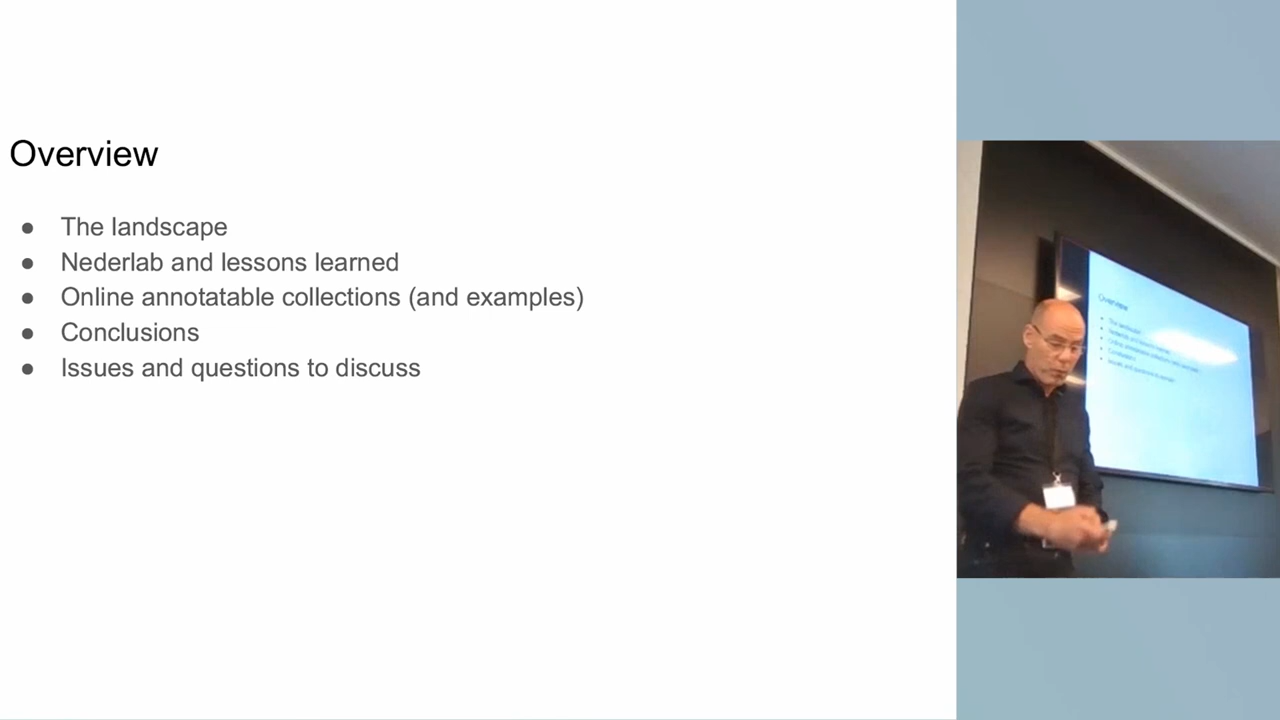 Overview
● The landscape
● Nederlab and lessons learned
● Online annotatable collections (and examples)
● Conclusions
● Issues and questions to discuss